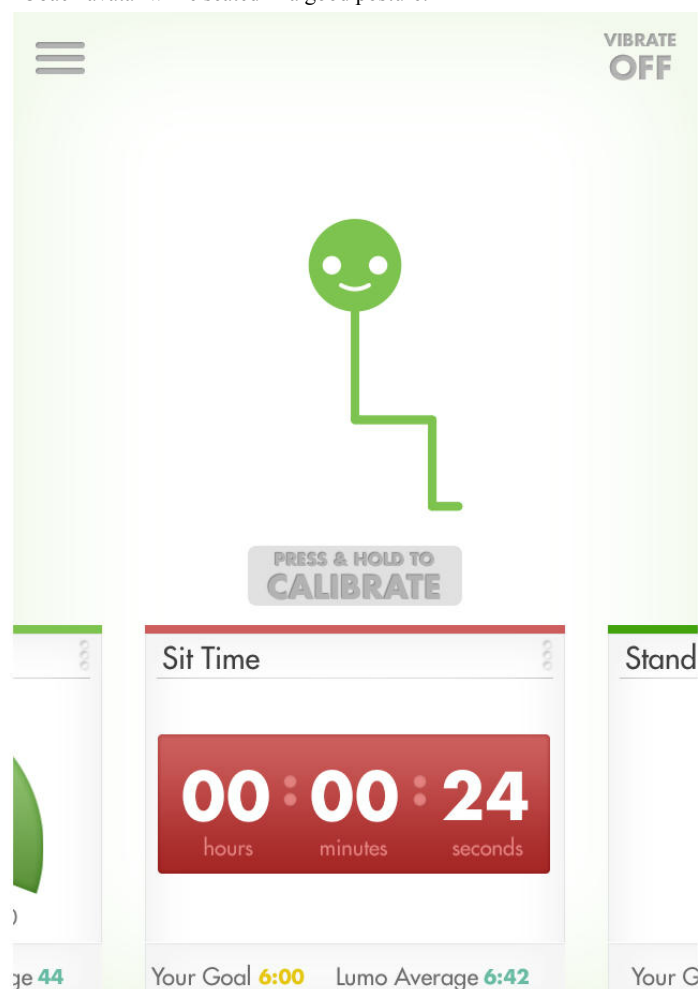 VIBRATE
OFF
PRESS & HOLD TO
CALIBRATE
Sit Time
Stand
00 : 00 : 24
hours minutes seconds
44
Your Goal 6:00 Lumo Average 6:42
Your